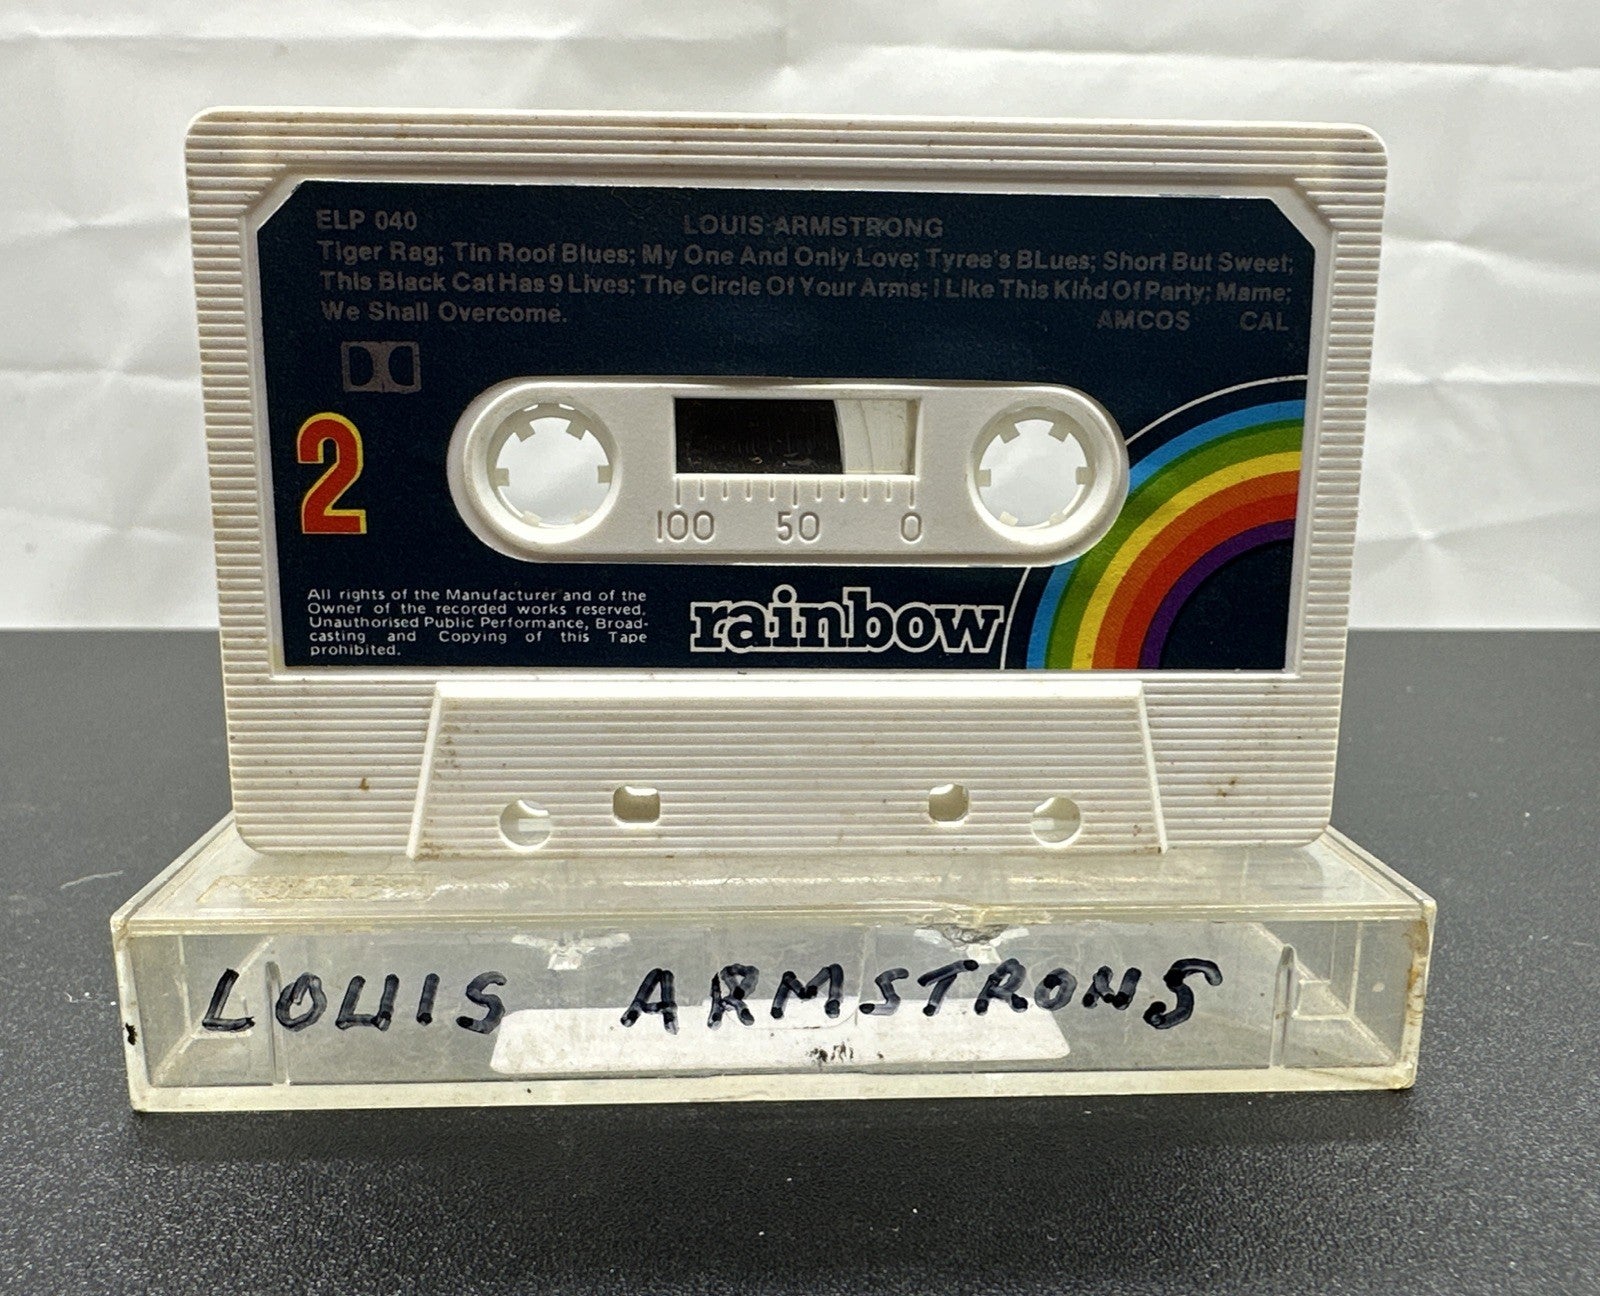 ELP 040 LOUIS ARMSTRONG
Tiger Rag; Tin Roof Blues; My One And Only Love; Tyree's BLues; Short But Sweet;
This Black Cat Has 9 Lives; The Circle Of Your Arms; I Like This Kind Of Party; Mame;
We Shall Overcome. AMCOS CAL
2
100 50 0
All rights of the Manufacturer and of the
Owner of the recorded works reserved.
Unauthorised Public Performance, Broad-
casting and Copying of this Tape
prohibited.
rainbow
LOUIS ARMSTRONS